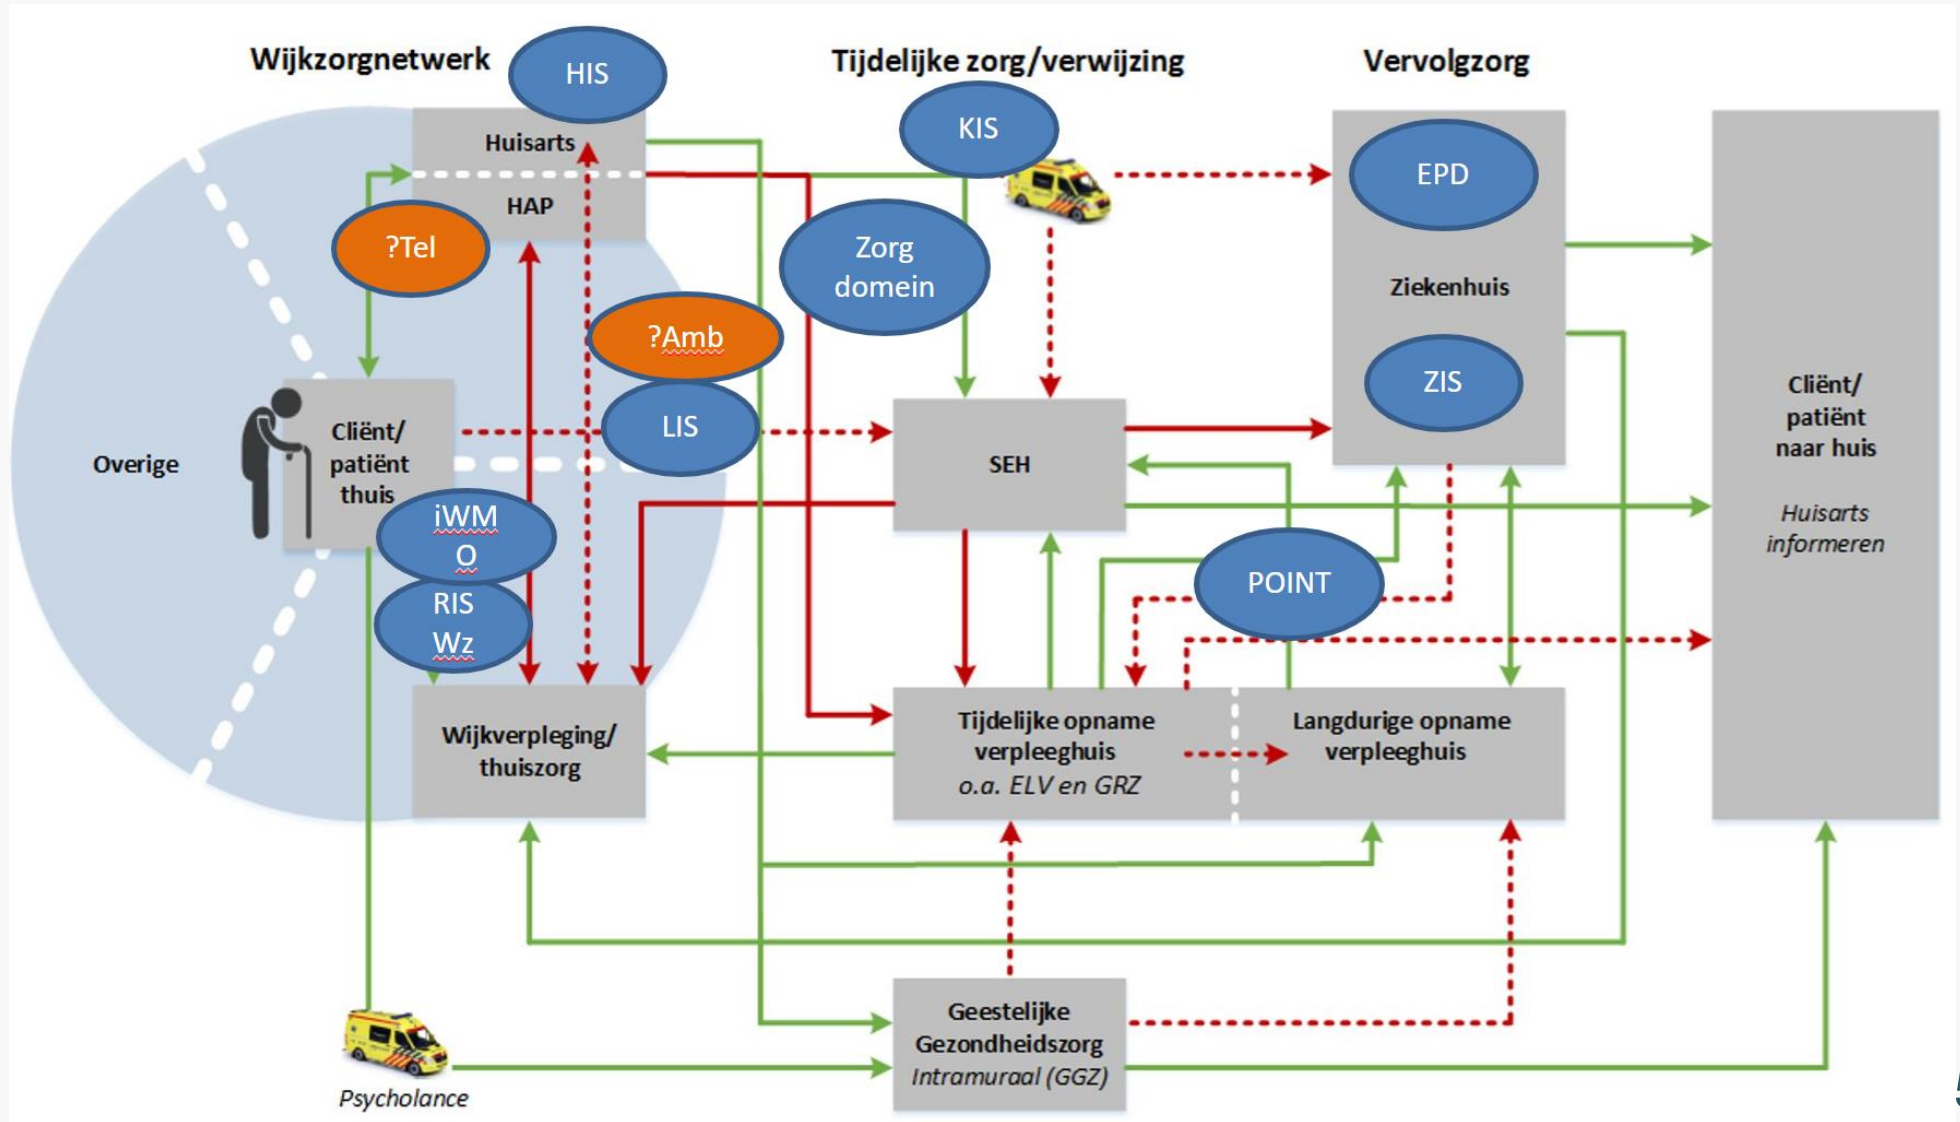 Wijkzorgnetwerk
HIS
Tijdelijke zorg/verwijzing
Vervolgzorg
Huisarts
HAP
?Tel
KIS
Zorg
domein
EPD
Ziekenhuis
ZIS
?Amb
LIS
Overige
Cliënt/
patiënt
thuis
iWM
O
RIS
Wz
SEH
POINT
Cliënt/
patiënt
naar huis
Huisarts
informeren
Wijkverpleging/
thuiszorg
Tijdelijke opname
verpleeghuis
o.a. ELV en GRZ
Langdurige opname
verpleeghuis
Geestelijke
Gezondheidszorg
Intramuraal (GGZ)
Psycholance